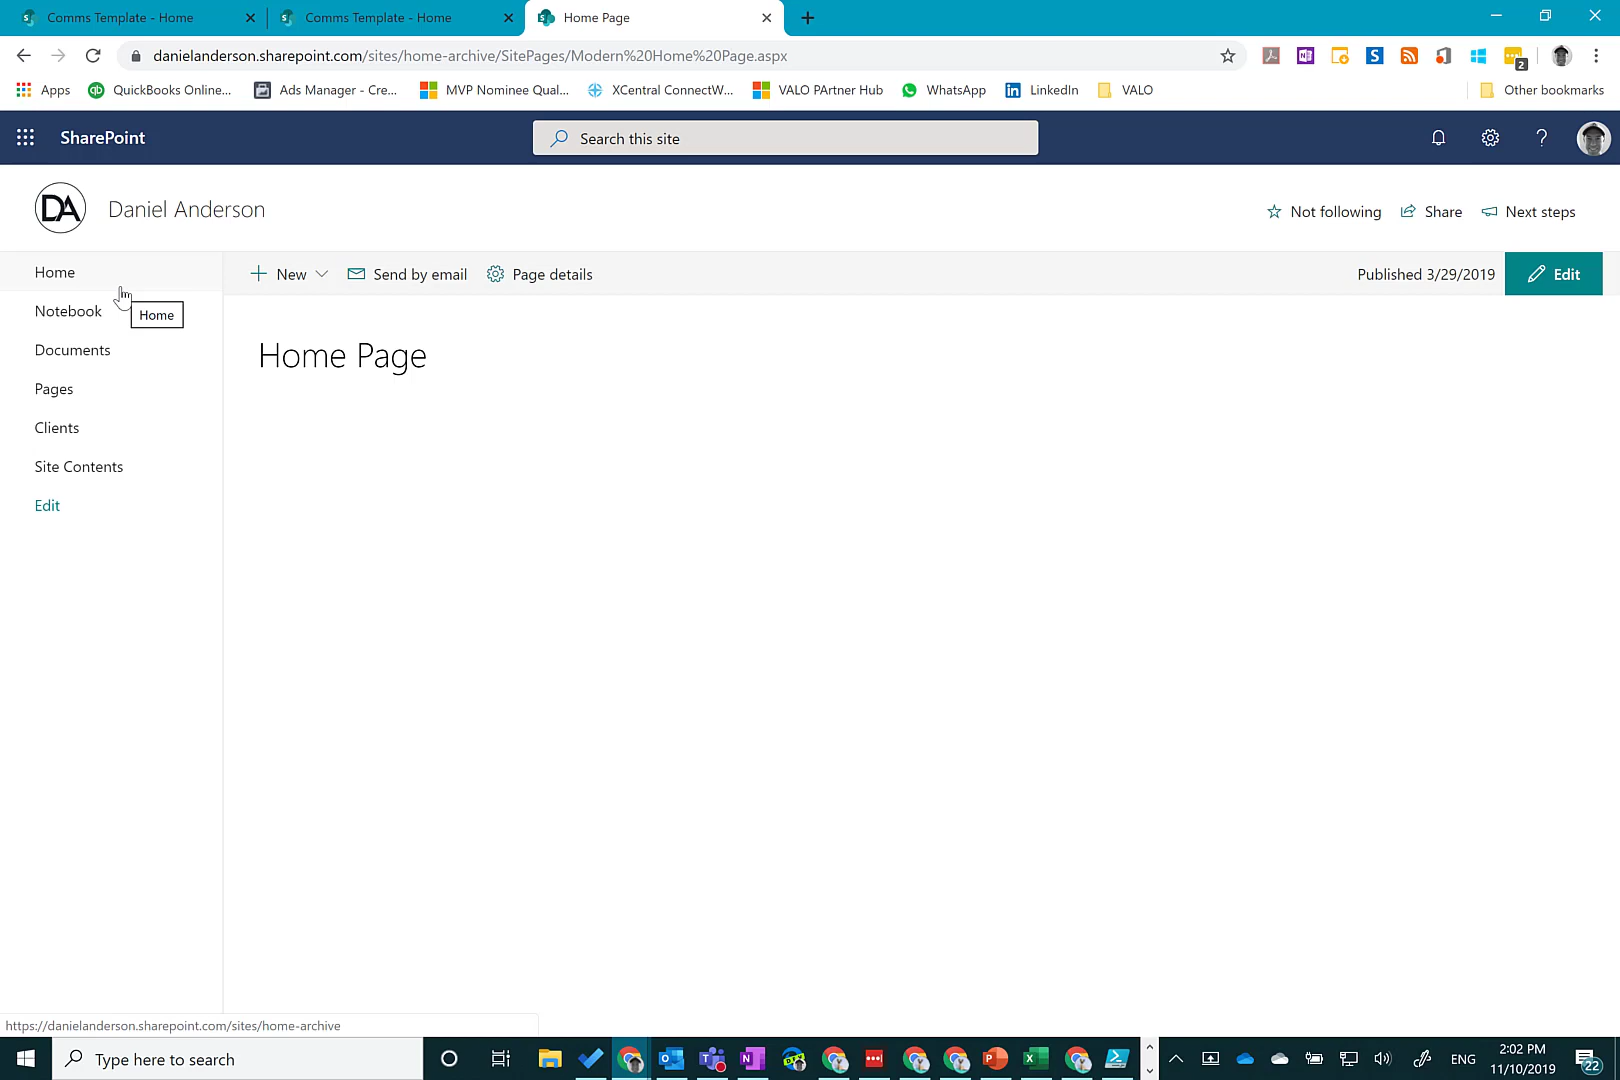 Comms Template - Home
Comms Template - Home
Home Page
danielanderson.sharepoint.com/sites/home-archive/SitePages/Modern%20Home%20Page.aspx
2
Apps
QuickBooks Online...
Ads Manager - Cre...
MVP Nominee Qual...
XCentral ConnectW...
VALO PArtner Hub
WhatsApp
LinkedIn
VALO
Other bookmarks
SharePoint
Search this site
DA
Daniel Anderson
Not following
Share
Next steps
Home
Notebook
Home
Documents
Pages
Clients
Site Contents
Edit
New
Send by email
Page details
Published 3/29/2019
Edit
Home Page
https://danielanderson.sharepoint.com/sites/home-archive
Type here to search
ENG
2:02 PM
11/10/2019
22